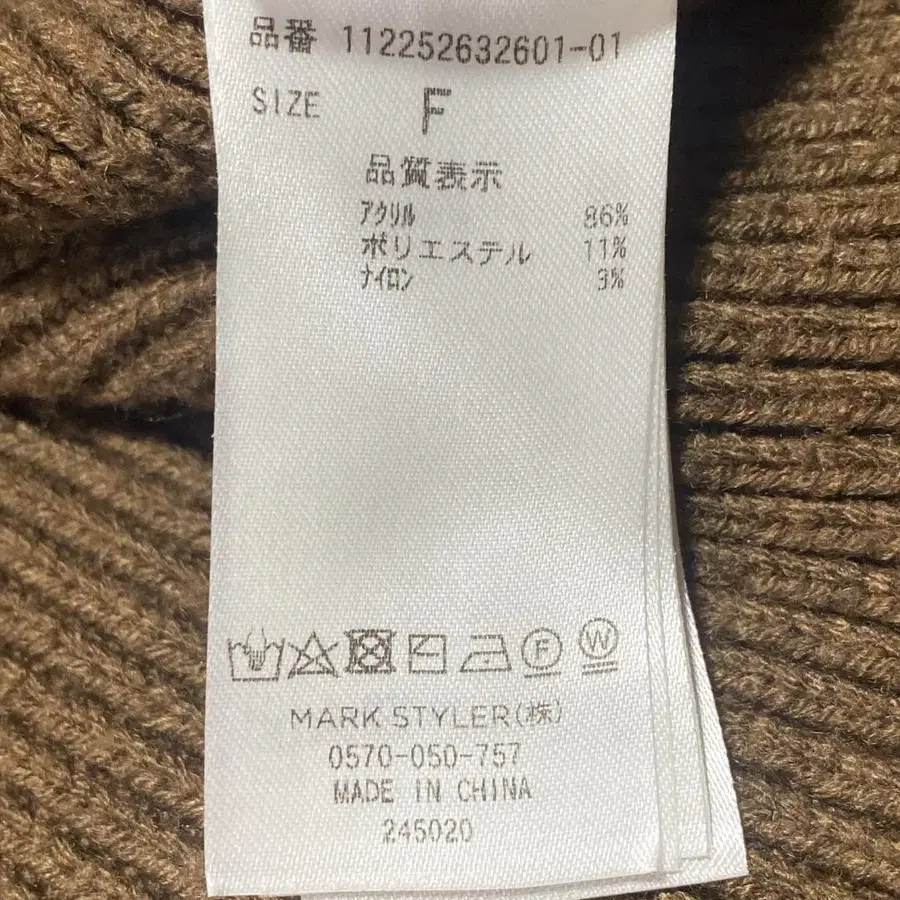 品番 112252632601-01
SIZE F
品質表示
アクリル 86%
ポリエステル 11%
ナイロン 3%
F W
MARK STYLER(株)
0570-050-757
MADE IN CHINA
245020